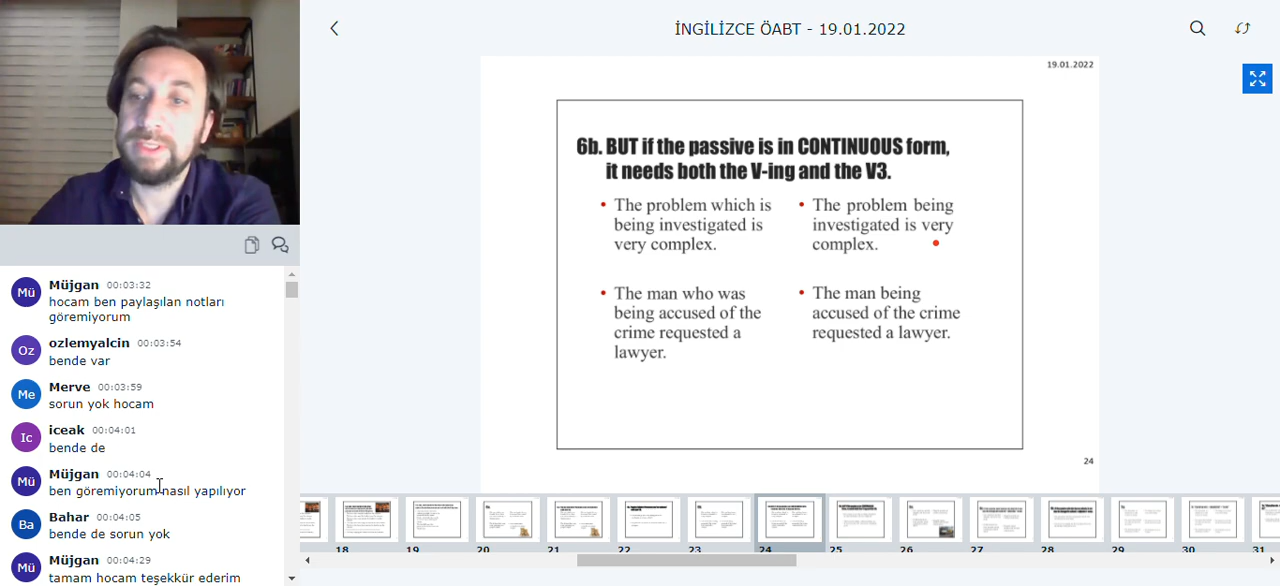 İNGİLİZCE ÖABT - 19.01.2022
19.01.2022
6b. BUT if the passive is in CONTINUOUS form,
it needs both the V-ing and the V3.
• The problem which is
being investigated is
very complex.
• The problem being
investigated is very
complex.
• The man who was
being accused of the
crime requested a
lawyer.
• The man being
accused of the crime
requested a lawyer.
24
Mü
Müjgan 00:03:32
hocam ben paylaşılan notları
göremiyorum
Oz
ozlemyalcin 00:03:54
bende var
Me
Merve 00:03:59
sorun yok hocam
Ic
iceak 00:04:01
bende de
Mü
Müjgan 00:04:04
ben göremiyorum nasıl yapılıyor
Ba
Bahar 00:04:05
bende de sorun yok
Mü
Müjgan 00:04:29
tamam hocam teşekkür ederim
18 19 20 21 22 23 24 25 26 27 28 29 30 31